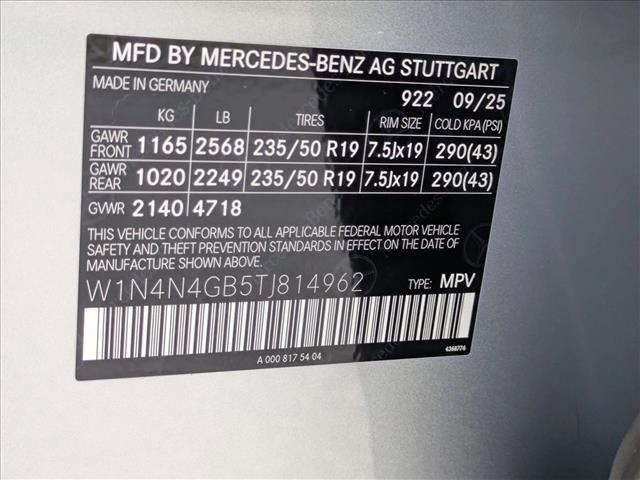 MFD BY MERCEDES-BENZ AG STUTTGART
MADE IN GERMANY 922 09/25
KG LB TIRES RIM SIZE COLD KPA (PSI)
GAWR FRONT 1165 2568 235/50 R19 7.5Jx19 290(43)
GAWR REAR 1020 2249 235/50 R19 7.5Jx19 290(43)
GVWR 2140 4718
THIS VEHICLE CONFORMS TO ALL APPLICABLE FEDERAL MOTOR VEHICLE
SAFETY AND THEFT PREVENTION STANDARDS IN EFFECT ON THE DATE OF
MANUFACTURE SHOWN ABOVE.
W1N4N4GB5TJ814962 TYPE: MPV
A 000 817 54 04 4368776